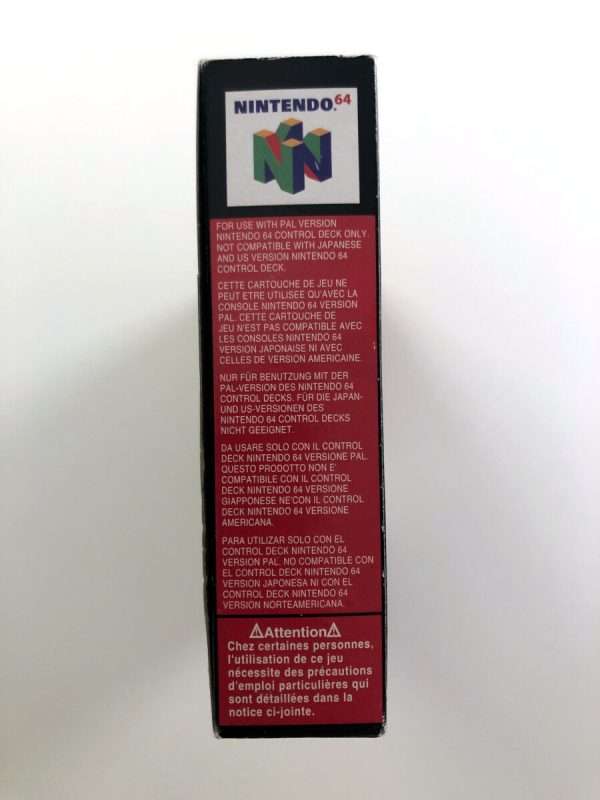 NINTENDO.64
FOR USE WITH PAL VERSION
NINTENDO 64 CONTROL DECK ONLY.
NOT COMPATIBLE WITH JAPANESE
AND US VERSION NINTENDO 64
CONTROL DECK.
CETTE CARTOUCHE DE JEU NE
PEUT ETRE UTILISEE QU'AVEC LA
CONSOLE NINTENDO 64 VERSION
PAL. CETTE CARTOUCHE DE
JEU N'EST PAS COMPATIBLE AVEC
LES CONSOLES NINTENDO 64
VERSION JAPONAISE NI AVEC
CELLES DE VERSION AMERICAINE.
NUR FÜR BENUTZUNG MIT DER
PAL-VERSION DES NINTENDO 64
CONTROL DECKS. FÜR DIE JAPAN-
UND US-VERSIONEN DES
NINTENDO 64 CONTROL DECKS
NICHT GEEIGNET.
DA USARE SOLO CON IL CONTROL
DECK NINTENDO 64 VERSIONE PAL.
QUESTO PRODOTTO NON E'
COMPATIBILE CON IL CONTROL
DECK NINTENDO 64 VERSIONE
GIAPPONESE NE'CON IL CONTROL
DECK NINTENDO 64 VERSIONE
AMERICANA.
PARA UTILIZAR SOLO CON EL
CONTROL DECK NINTENDO 64
VERSION PAL. NO COMPATIBLE CON
EL CONTROL DECK NINTENDO 64
VERSIÓN JAPONESA NI CON EL
CONTROL DECK NINTENDO 64
VERSIÓN NORTEAMERICANA.
⚠Attention⚠
Chez certaines personnes,
l'utilisation de ce jeu
nécessite des précautions
d'emploi particulières qui
sont détaillées dans la
notice ci-jointe.